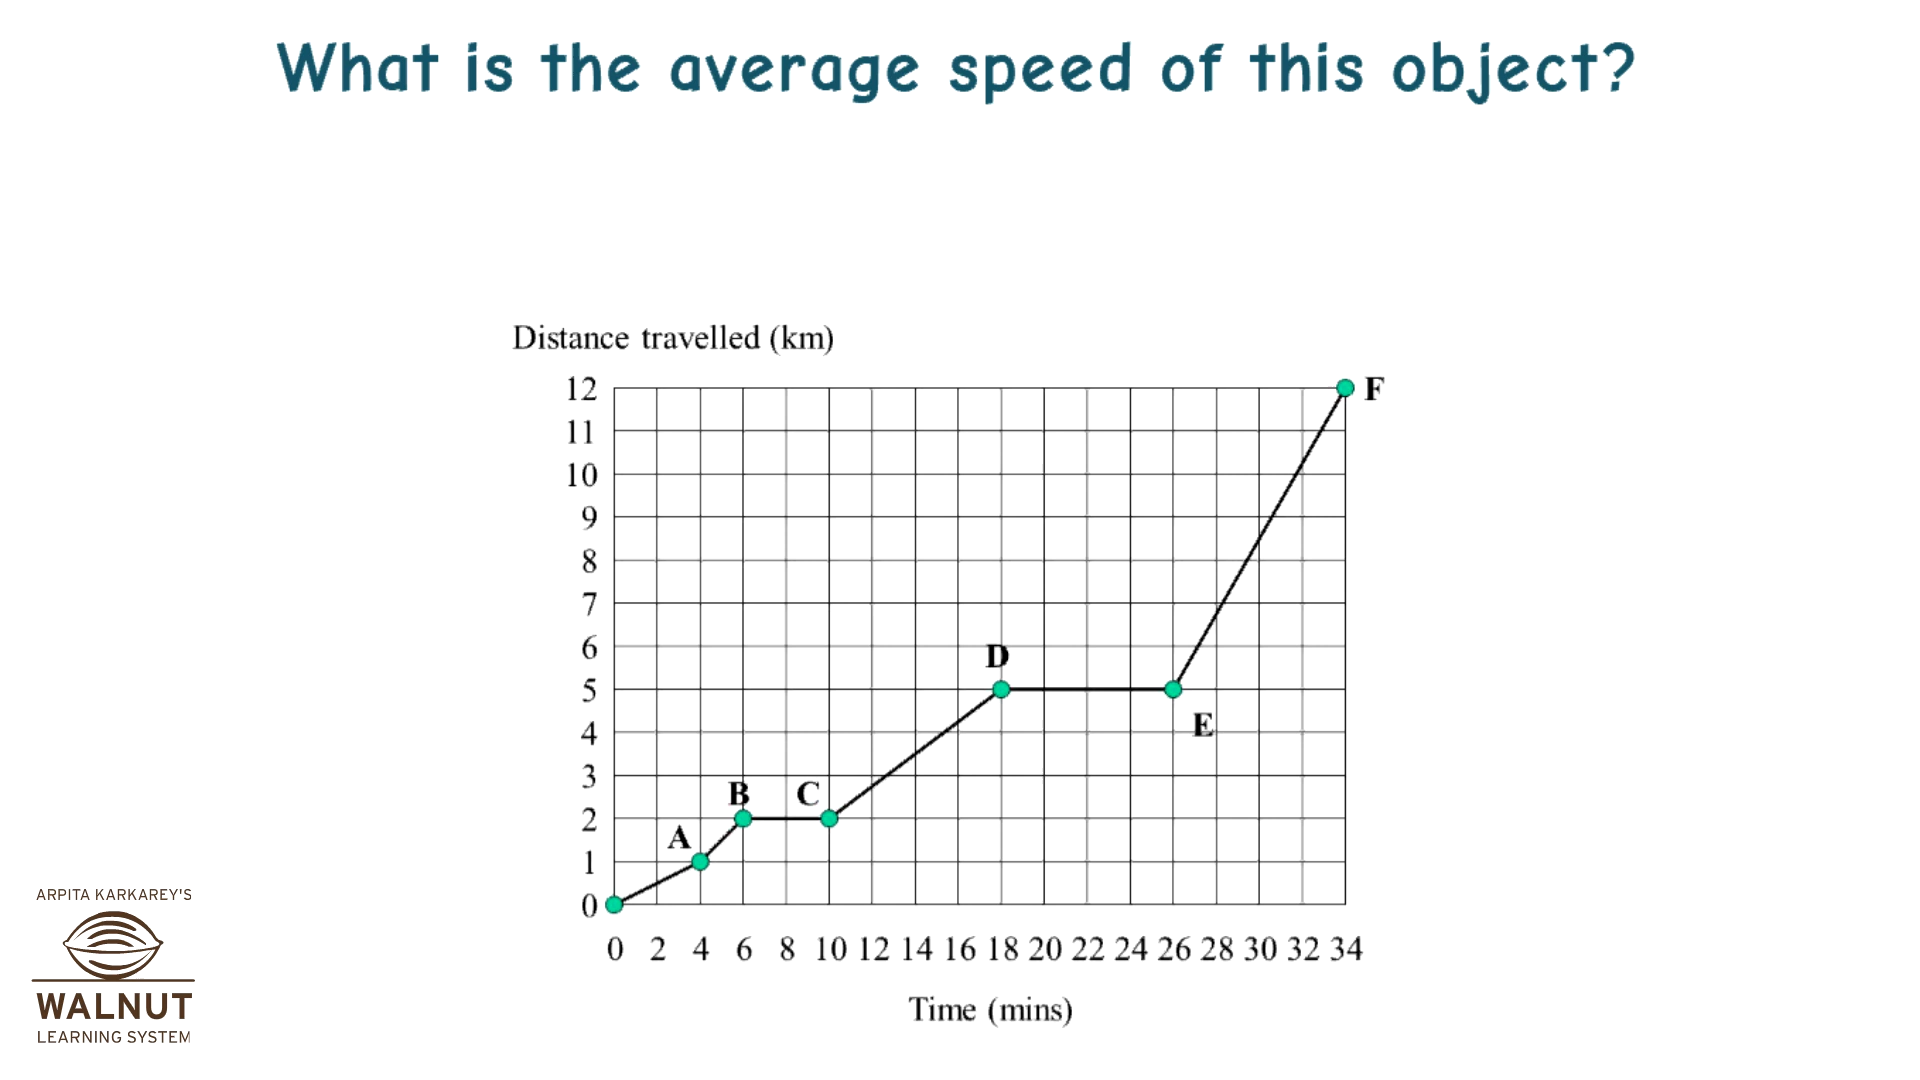 What is the average speed of this object?
Distance travelled (km)
12 F
11
10
9
8
7
6 D
5
4 E
3
2 B C
1 A
0
0 2 4 6 8 10 12 14 16 18 20 22 24 26 28 30 32 34
Time (mins)
ARPITA KARKAREY'S
WALNUT
LEARNING SYSTEM